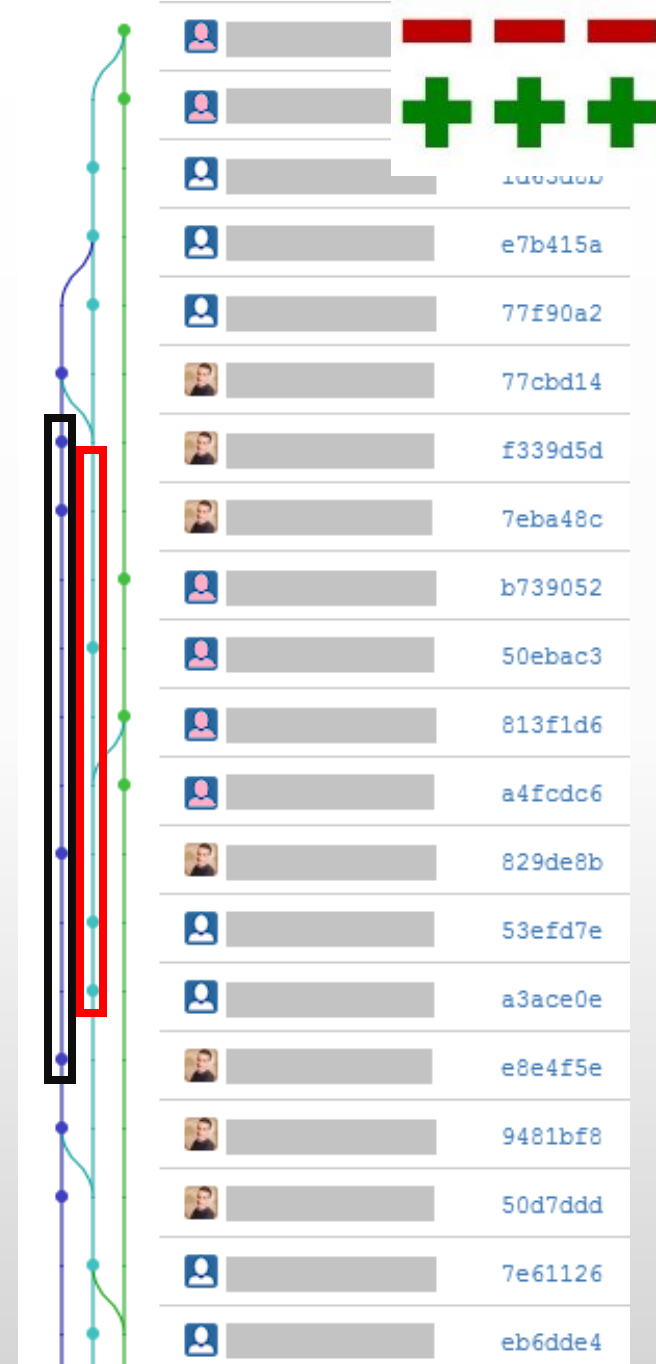 e7b415a
77f90a2
77cbd14
f339d5d
7eba48c
b739052
50ebac3
813f1d6
a4fcdc6
829de8b
53efd7e
a3ace0e
e8e4f5e
9481bf8
50d7ddd
7e61126
eb6dde4